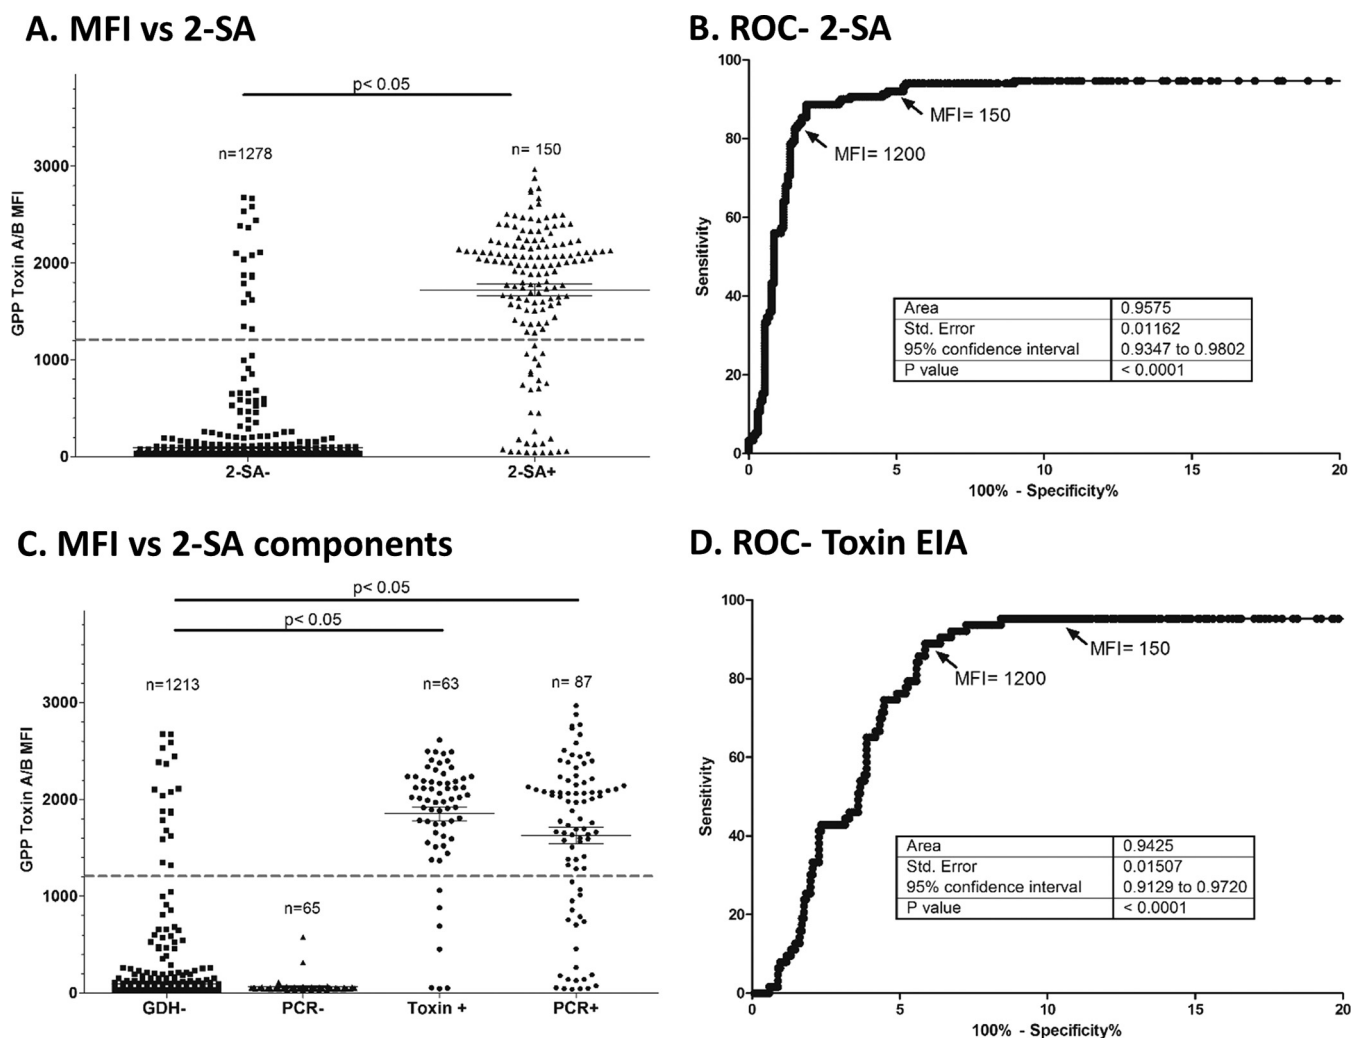 A. MFI vs 2-SA
p< 0.05
n=1278
n= 150
3000
2000
1000
0
GPP Toxin A/B MFI
2-SA-
2-SA+
B. ROC- 2-SA
100
80
60
40
20
0
Sensitivity
MFI= 150
MFI= 1200
Area 0.9575
Std. Error 0.01162
95% confidence interval 0.9347 to 0.9802
P value < 0.0001
0 5 10 15 20
100% - Specificity%
C. MFI vs 2-SA components
p< 0.05
p< 0.05
n=1213
n=63
n= 87
n=65
3000
2000
1000
0
GPP Toxin A/B MFI
GDH-
PCR-
Toxin +
PCR+
D. ROC- Toxin EIA
100
80
60
40
20
0
Sensitivity
MFI= 150
MFI= 1200
Area 0.9425
Std. Error 0.01507
95% confidence interval 0.9129 to 0.9720
P value < 0.0001
0 5 10 15 20
100% - Specificity%